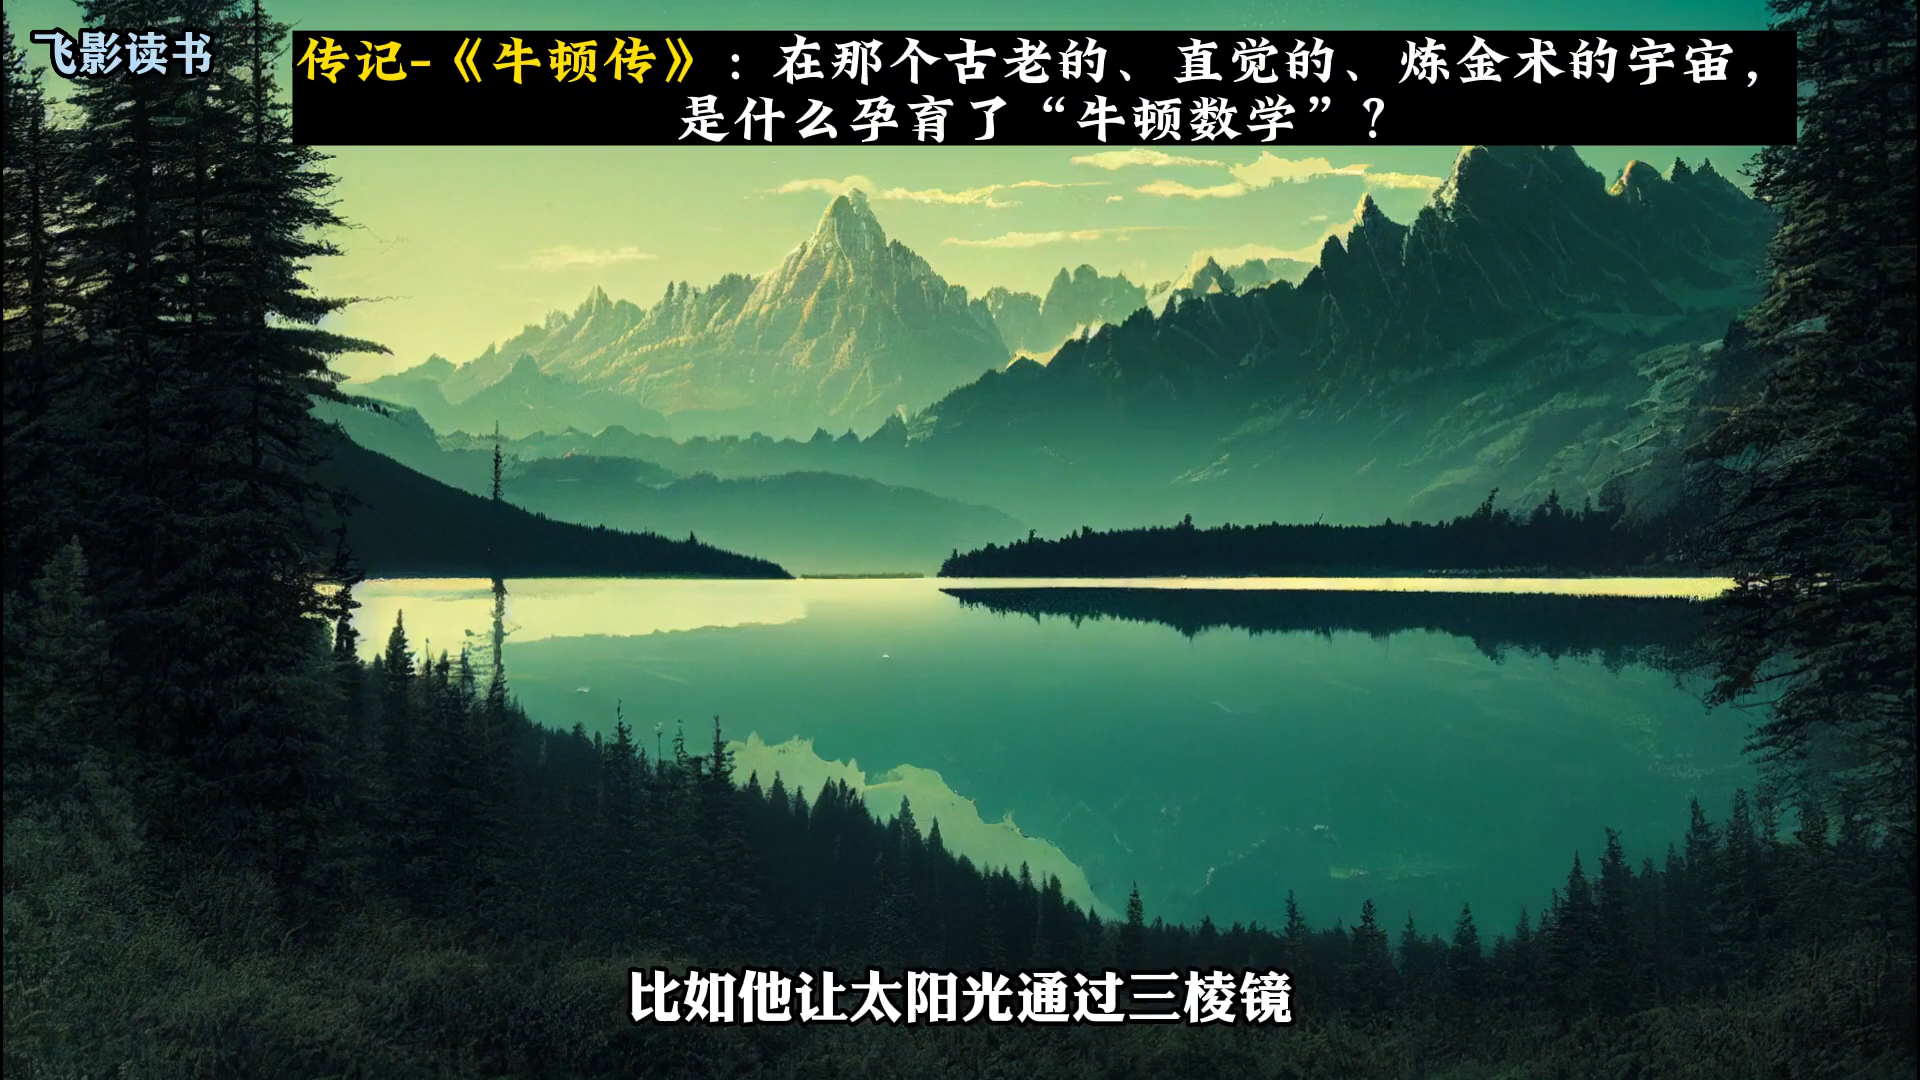 飞影读书
传记-《牛顿传》：在那个古老的、直觉的、炼金术的宇宙，
是什么孕育了“牛顿数学”？
比如他让太阳光通过三棱镜